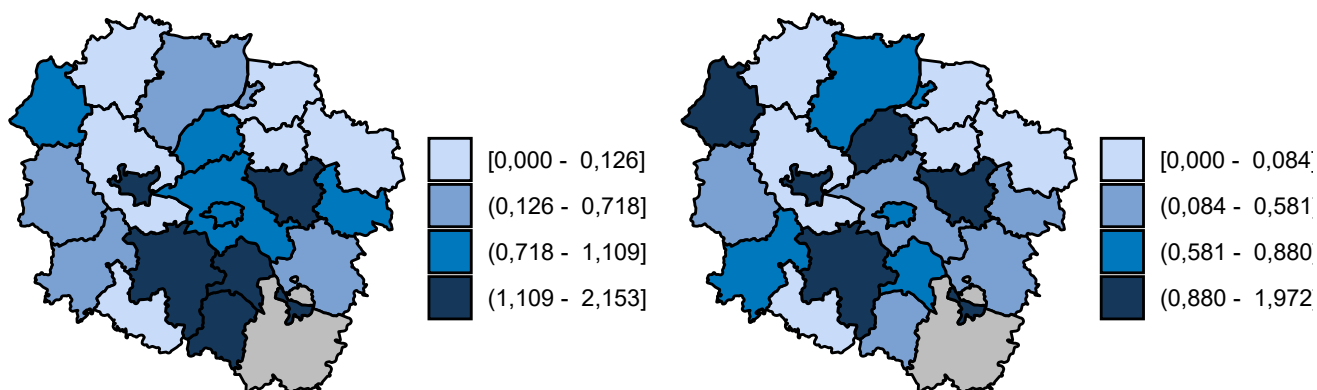 [0,000 - 0,126]
(0,126 - 0,718]
(0,718 - 1,109]
(1,109 - 2,153]
[0,000 - 0,084]
(0,084 - 0,581]
(0,581 - 0,880]
(0,880 - 1,972]